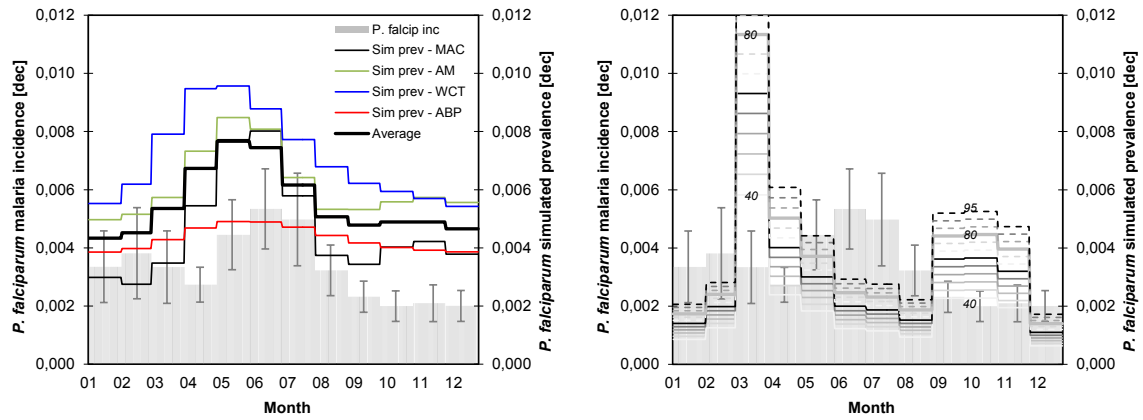 0,012
0,010
0,008
0,006
0,004
0,002
0,000
P. falciparum malaria incidence [dec]
01 02 03 04 05 06 07 08 09 10 11 12
Month
P. falcip inc
Sim prev - MAC
Sim prev - AM
Sim prev - WCT
Sim prev - ABP
Average
0,012
0,010
0,008
0,006
0,004
0,002
0,000
P. falciparum simulated prevalence [dec]
0,012
0,010
0,008
0,006
0,004
0,002
0,000
P. falciparum malaria incidence [dec]
80
40
95
80
40
01 02 03 04 05 06 07 08 09 10 11 12
Month
0,012
0,010
0,008
0,006
0,004
0,002
0,000
P. falciparum simulated prevalence [dec]